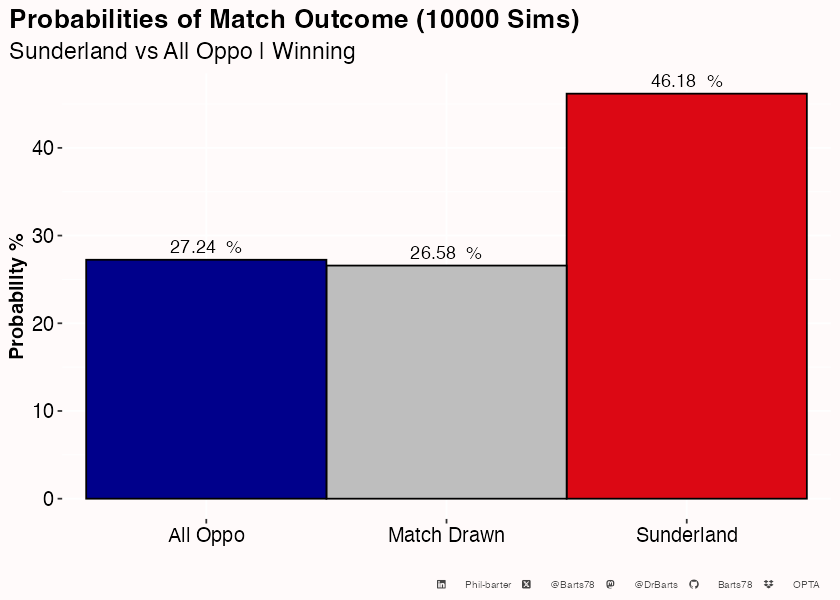 Probabilities of Match Outcome (10000 Sims)
Sunderland vs All Oppo | Winning
46.18 %
40
30
27.24 %
26.58 %
Probability %
20
10
0
All Oppo
Match Drawn
Sunderland
Phil-barter @Barts78 @DrBarts Barts78 OPTA